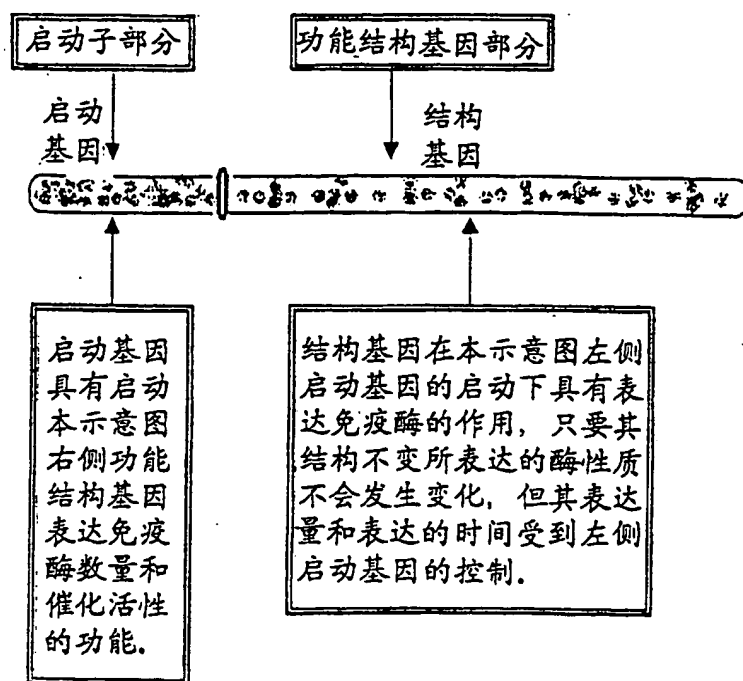 启动子部分
功能结构基因部分
启动
基因
结构
基因
启动基因
具有启动
本示意图
右侧功能
结构基因
表达免疫
酶数量和
催化活性
的功能.
结构基因在本示意图左侧
启动基因的启动下具有表
达免疫酶的作用, 只要其
结构不变所表达的酶性质
不会发生变化, 但其表达
量和表达的时间受到左侧
启动基因的控制.